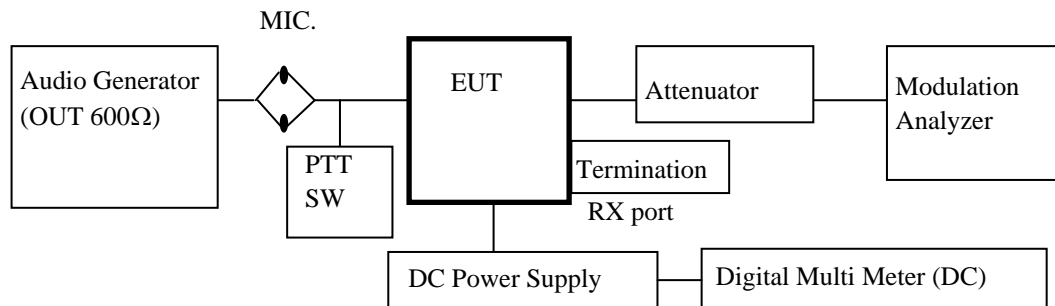 MIC.
Audio Generator
(OUT 600Ω)
EUT
Attenuator
Modulation
Analyzer
PTT
SW
Termination
RX port
DC Power Supply
Digital Multi Meter (DC)